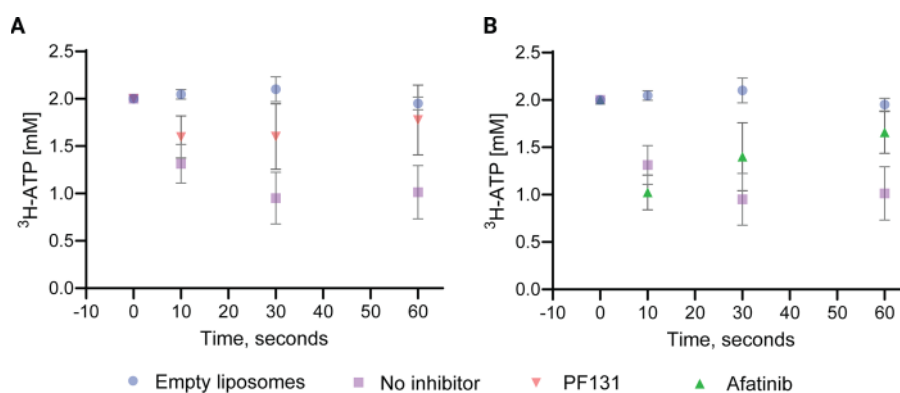 A
B
³H-ATP [mM]
2.5
2.0
1.5
1.0
0.5
0.0
-10 0 10 20 30 40 50 60
Time, seconds
³H-ATP [mM]
2.5
2.0
1.5
1.0
0.5
0.0
-10 0 10 20 30 40 50 60
Time, seconds
Empty liposomes No inhibitor PF131 Afatinib